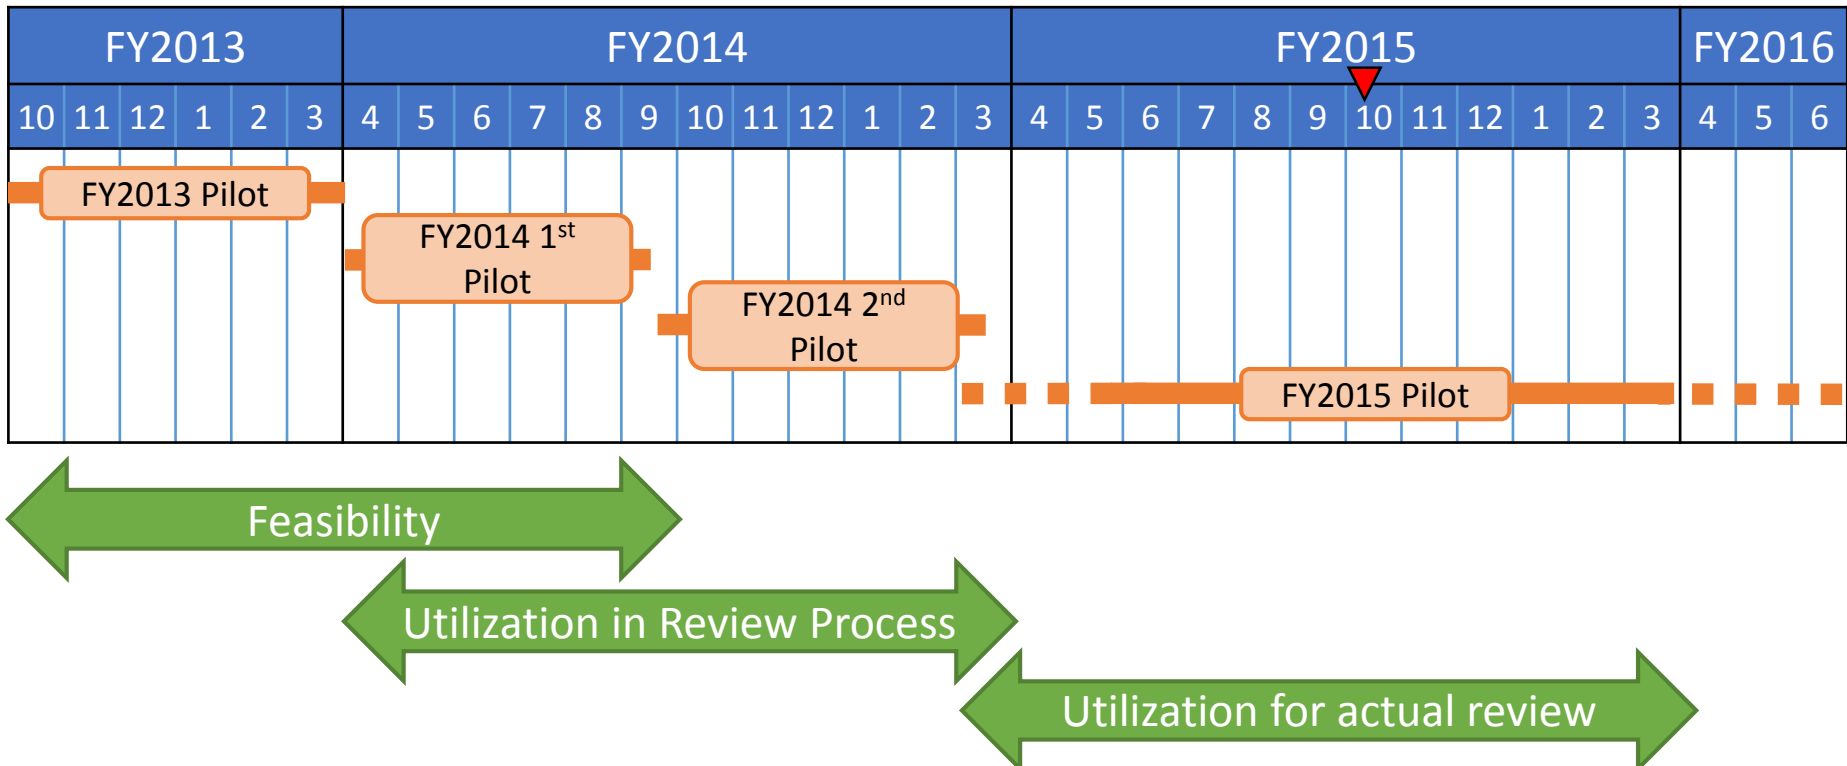 FY2013 FY2014 FY2015 FY2016
10 11 12 1 2 3 4 5 6 7 8 9 10 11 12 1 2 3 4 5 6 7 8 9 10 11 12 1 2 3 4 5 6
FY2013 Pilot
FY2014 1st
Pilot
FY2014 2nd
Pilot
FY2015 Pilot
Feasibility
Utilization in Review Process
Utilization for actual review